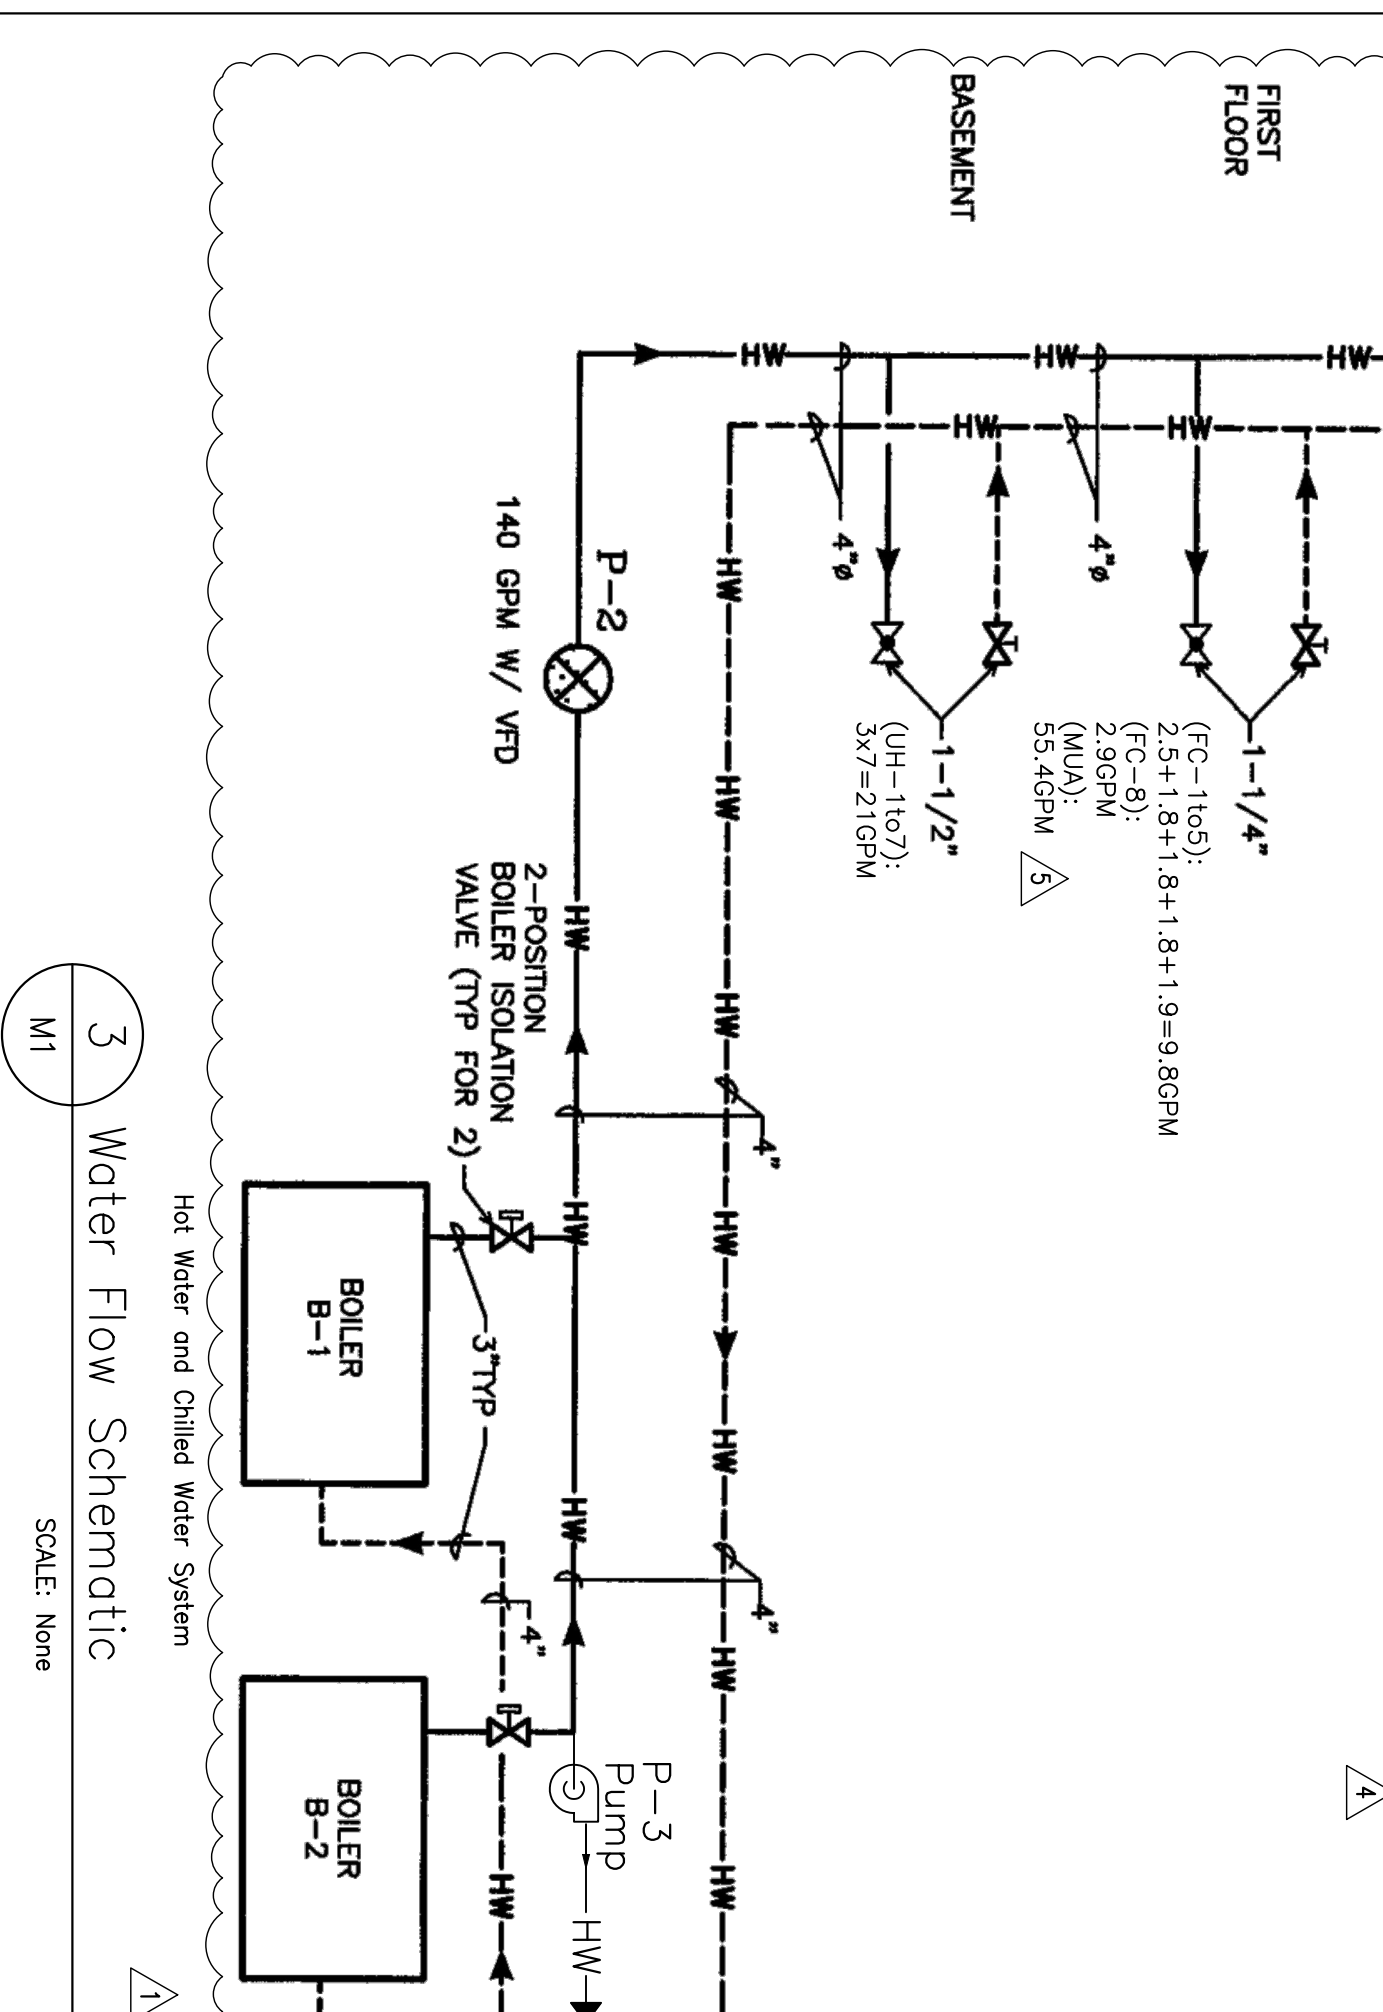 FIRST
FLOOR
BASEMENT
HW
HW
HW
HW
HW
4"ø
4"ø
1-1/4"
(FC-1to5):
2.5+1.8+1.8+1.8+1.9=9.8GPM
(FC-8):
2.9GPM
(MUA):
55.4GPM
5
1-1/2"
(UH-1to7):
3x7=21GPM
P-2
140 GPM W/ VFD
HW
HW
HW
HW
HW
HW
HW
HW
4"
4"
2-POSITION
BOILER ISOLATION
VALVE (TYP FOR 2)
HW
HW
HW
3"TYP
4"
BOILER
B-1
BOILER
B-2
P-3
Pump
HW
HW
4
1
Hot Water and Chilled Water System
3
M1
Water Flow Schematic
SCALE: None